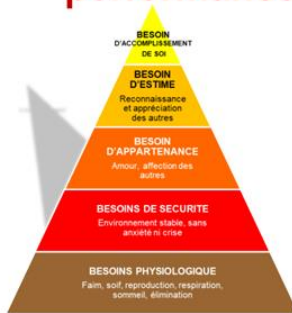 BESOIN
D'ACCOMPLISSEMENT
DE SOI
BESOIN
D'ESTIME
Reconnaissance
et appréciation
des autres
BESOIN
D'APPARTENANCE
Amour, affection des
autres
BESOINS DE SECURITE
Environnement stable, sans
anxiété ni crise
BESOINS PHYSIOLOGIQUE
Faim, soif, reproduction, respiration,
sommeil, élimination